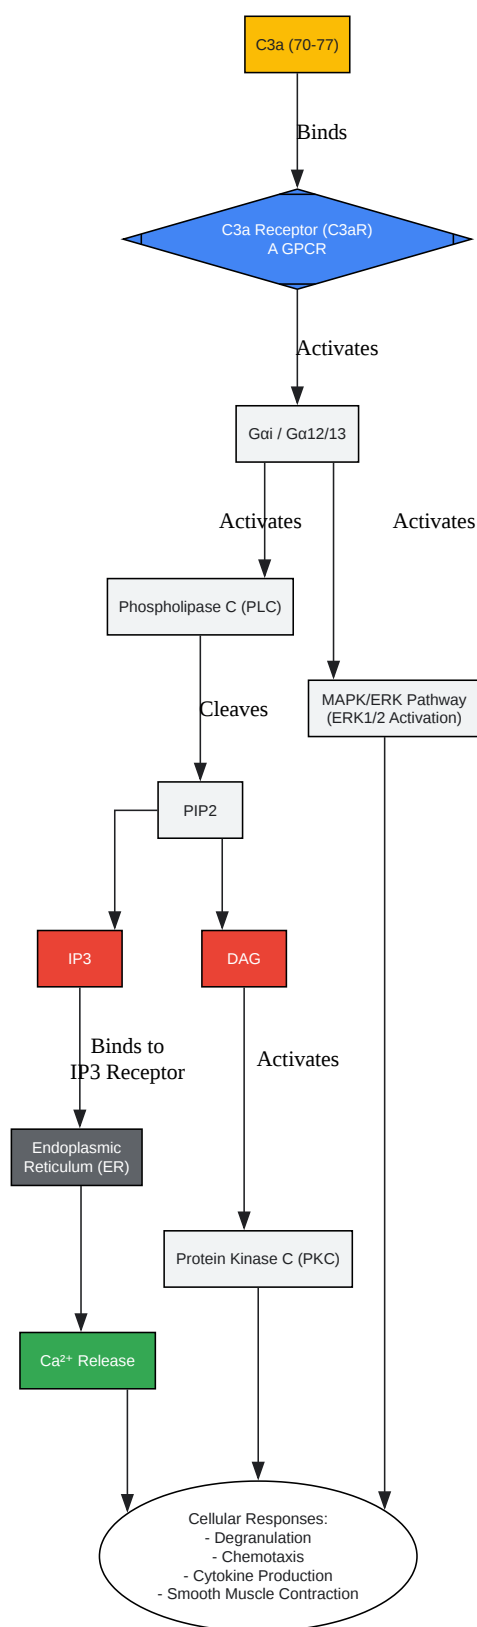 C3a (70-77)
Binds
C3a Receptor (C3aR)
A GPCR
Activates
Gαi / Gα12/13
Activates
Activates
Phospholipase C (PLC)
MAPK/ERK Pathway
(ERK1/2 Activation)
Cleaves
PIP2
IP3
DAG
Binds to
IP3 Receptor
Activates
Endoplasmic
Reticulum (ER)
Protein Kinase C (PKC)
Ca²⁺ Release
Cellular Responses:
- Degranulation
- Chemotaxis
- Cytokine Production
- Smooth Muscle Contraction